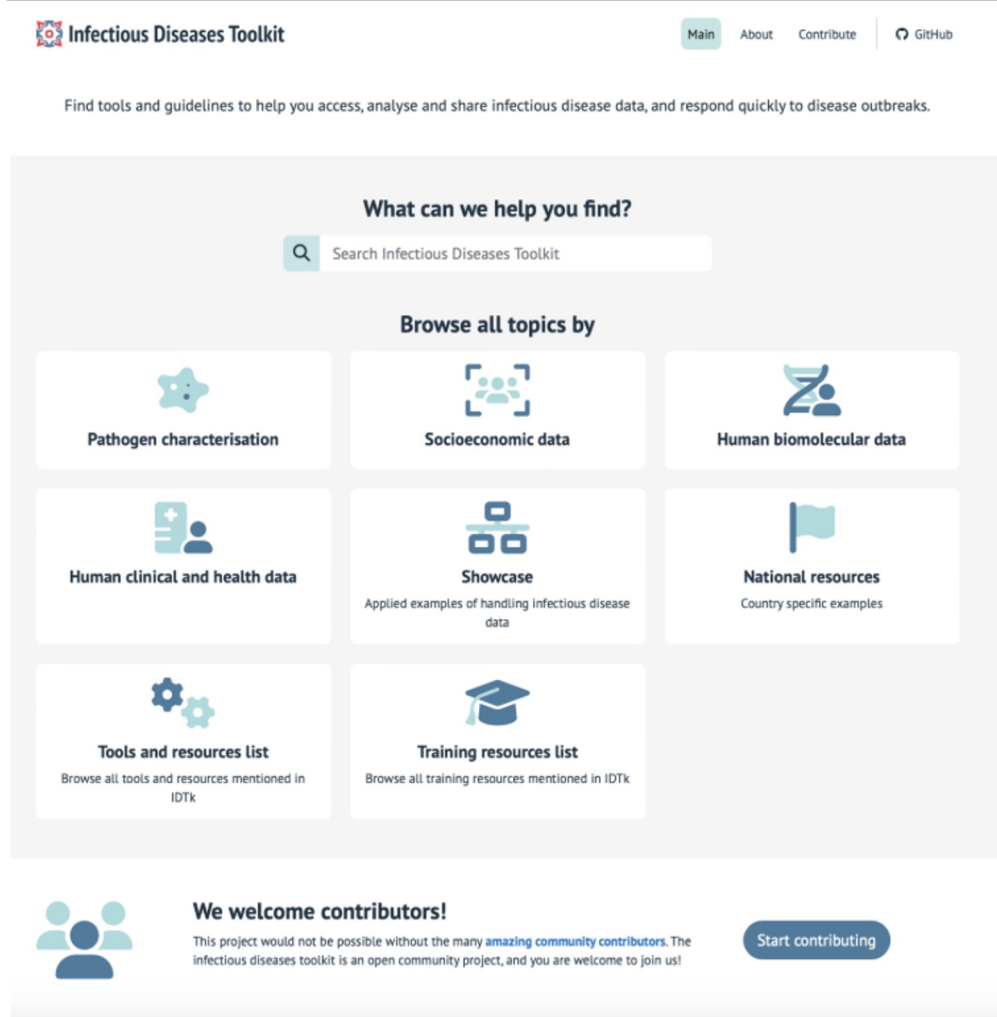 Infectious Diseases Toolkit
Main About Contribute GitHub
Find tools and guidelines to help you access, analyse and share infectious disease data, and respond quickly to disease outbreaks.
What can we help you find?
Search Infectious Diseases Toolkit
Browse all topics by
Pathogen characterisation
Socioeconomic data
Human biomolecular data
Human clinical and health data
Showcase
Applied examples of handling infectious disease
data
National resources
Country specific examples
Tools and resources list
Browse all tools and resources mentioned in
IDTk
Training resources list
Browse all training resources mentioned in IDTk
We welcome contributors!
This project would not be possible without the many amazing community contributors. The
infectious diseases toolkit is an open community project, and you are welcome to join us!
Start contributing